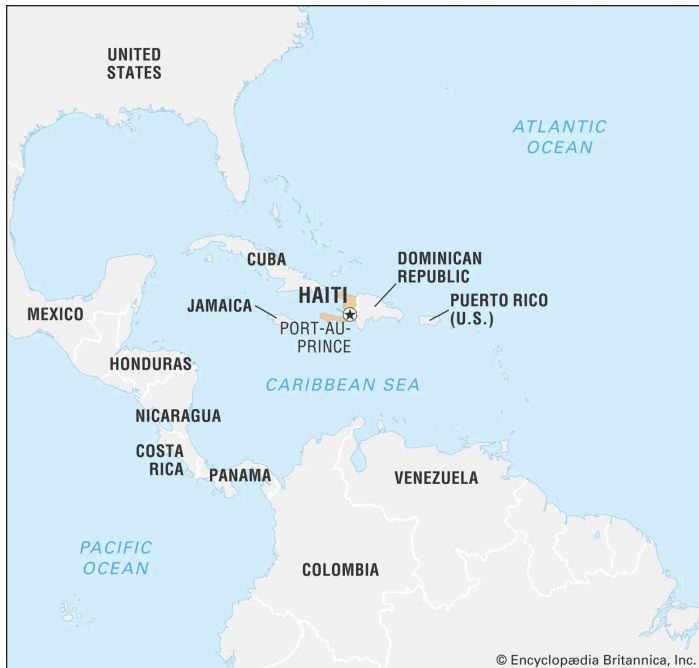 UNITED
STATES
ATLANTIC
OCEAN
CUBA
DOMINICAN
REPUBLIC
HAITI
PUERTO RICO
(U.S.)
JAMAICA
MEXICO
PORT-AU-
PRINCE
HONDURAS
CARIBBEAN SEA
NICARAGUA
COSTA
RICA
PANAMA
VENEZUELA
PACIFIC
OCEAN
COLOMBIA
© Encyclopædia Britannica, Inc.